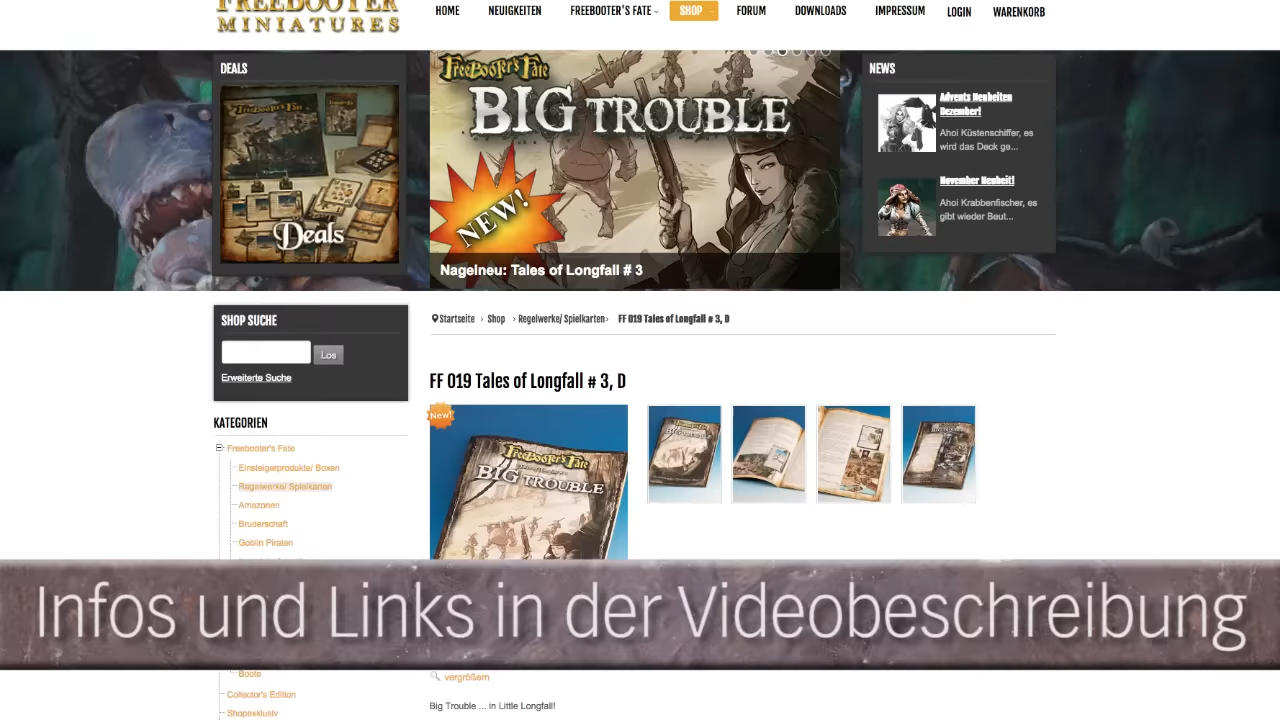 FREEBOOTER
MINIATURES
HOME
NEUIGKEITEN
FREEBOOTER'S FATE
SHOP
FORUM
DOWNLOADS
IMPRESSUM
LOGIN
WARENKORB
DEALS
Deals
FREEBOOTER'S FATE
BIG TROUBLE
NEW!
Nagelneu: Tales of Longfall # 3
NEWS
Advents Neuheiten
Dezember!
Ahoi Küstenschiffer, es
wird das Deck ge...
November Neuheit!
Ahoi Krabbenfischer, es
gibt wieder Beut...
SHOP SUCHE
Los
Erweiterte Suche
KATEGORIEN
Freebooter's Fate
Einsteigerprodukte/ Boxen
Regelwerke/ Spielkarten
Amazonen
Bruderschaft
Goblin Piraten
Startseite › Shop › Regelwerke/ Spielkarten› FF 019 Tales of Longfall # 3, D
FF 019 Tales of Longfall # 3, D
New!
FREEBOOTER'S FATE
BIG TROUBLE
Infos und Links in der Videobeschreibung
Boote
Collector's Edition
Shopexklusiv
vergrößern
Big Trouble ... in Little Longfall!